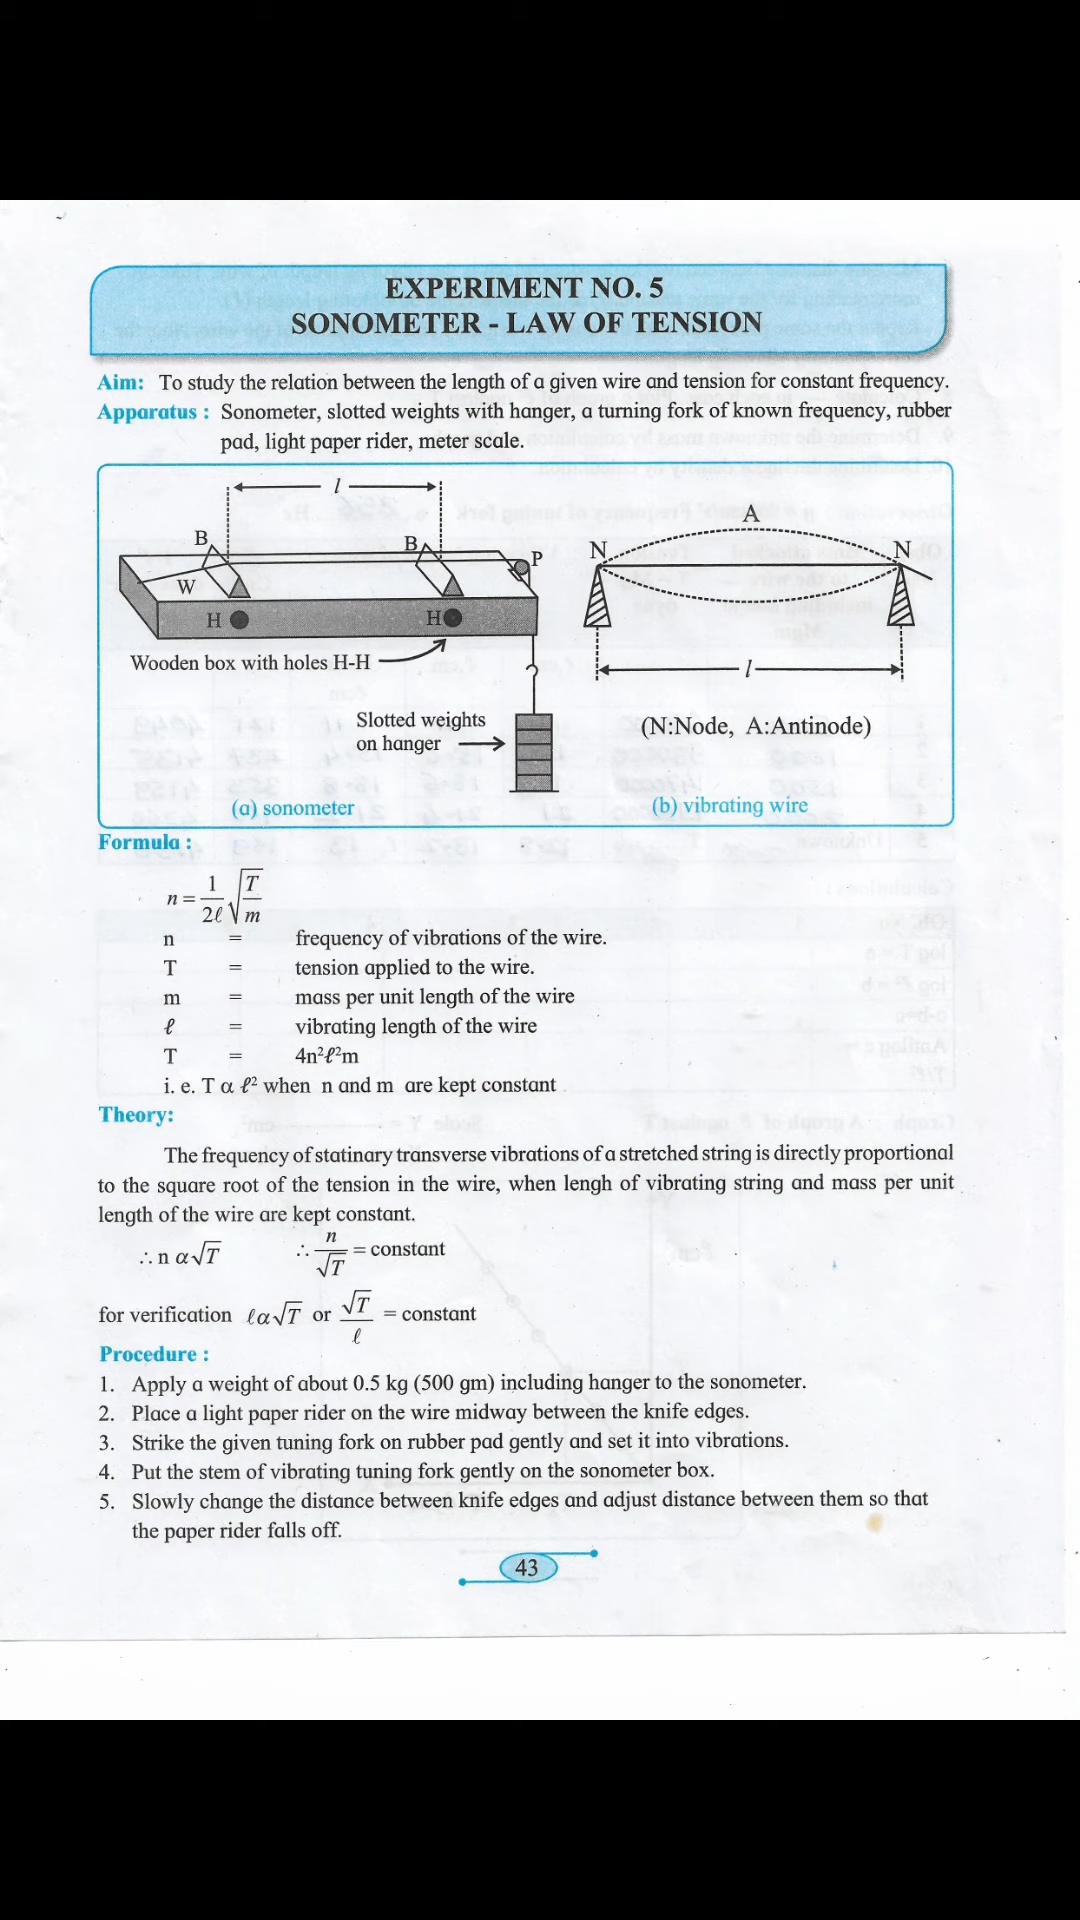 EXPERIMENT NO. 5
SONOMETER - LAW OF TENSION
Aim: To study the relation between the length of a given wire and tension for constant frequency.
Apparatus : Sonometer, slotted weights with hanger, a turning fork of known frequency, rubber
pad, light paper rider, meter scale.
l
B
B
P
W
H
H
Wooden box with holes H-H
Slotted weights
on hanger
(a) sonometer
A
N
N
l
(N:Node, A:Antinode)
(b) vibrating wire
Formula :
n = 1/2ℓ √(T/m)
n = frequency of vibrations of the wire.
T = tension applied to the wire.
m = mass per unit length of the wire
ℓ = vibrating length of the wire
T = 4n²ℓ²m
i. e. T α ℓ² when n and m are kept constant
Theory:
The frequency of statinary transverse vibrations of a stretched string is directly proportional
to the square root of the tension in the wire, when lengh of vibrating string and mass per unit
length of the wire are kept constant.
∴ n α √T ∴ n/√T = constant
for verification ℓ α √T or √T/ℓ = constant
Procedure :
1. Apply a weight of about 0.5 kg (500 gm) including hanger to the sonometer.
2. Place a light paper rider on the wire midway between the knife edges.
3. Strike the given tuning fork on rubber pad gently and set it into vibrations.
4. Put the stem of vibrating tuning fork gently on the sonometer box.
5. Slowly change the distance between knife edges and adjust distance between them so that
the paper rider falls off.
43